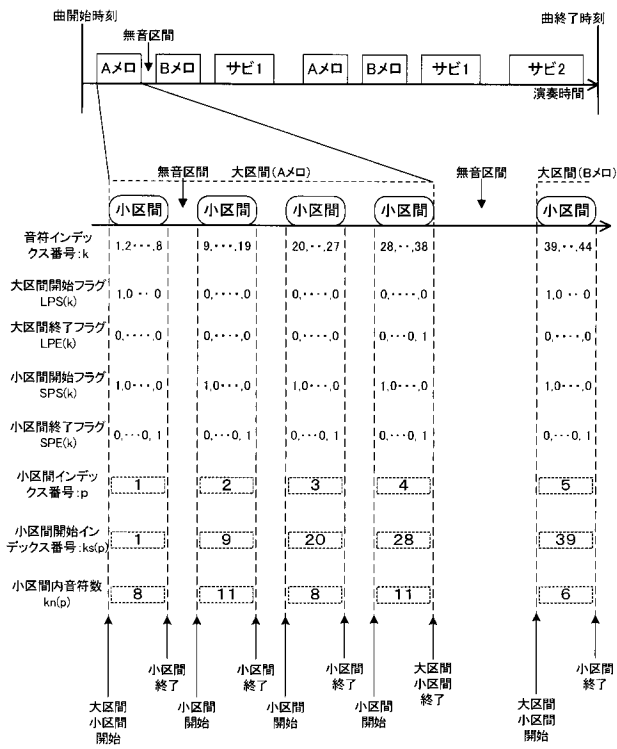 曲開始時刻
曲終了時刻
無音区間
Aメロ
Bメロ
サビ1
Aメロ
Bメロ
サビ1
サビ2
演奏時間
無音区間
大区間(Aメロ)
無音区間
大区間(Bメロ)
小区間 小区間 小区間 小区間 小区間
音符インデッ
クス番号:k
1,2・・・,8 9,・・・,19 20,・・,27 28,・・,38 39,・・,44
大区間開始フラグ
LPS(k)
1,0・・・0 0,・・・・,0 0,・・・・,0 0,・・・・,0 1,0・・・0
大区間終了フラグ
LPE(k)
0,・・・・,0 0,・・・・,0 0,・・・・,0 0,・・・0,1 0,・・・・,0
小区間開始フラグ
SPS(k)
1,0・・・,0 1,0・・・,0 1,0・・・,0 1,0・・・,0 1,0・・・,0
小区間終了フラグ
SPE(k)
0,・・・0,1 0,・・・0,1 0,・・・0,1 0,・・・0,1 0,・・・0,1
小区間インデッ
クス番号:p
1 2 3 4 5
小区間開始イン
デックス番号:ks(p)
1 9 20 28 39
小区間内音符数
kn(p)
8 11 8 11 6
大区間
小区間
開始
小区間
終了
小区間
開始
小区間
終了
小区間
開始
小区間
終了
小区間
開始
大区間
小区間
終了
大区間
小区間
開始
小区間
終了